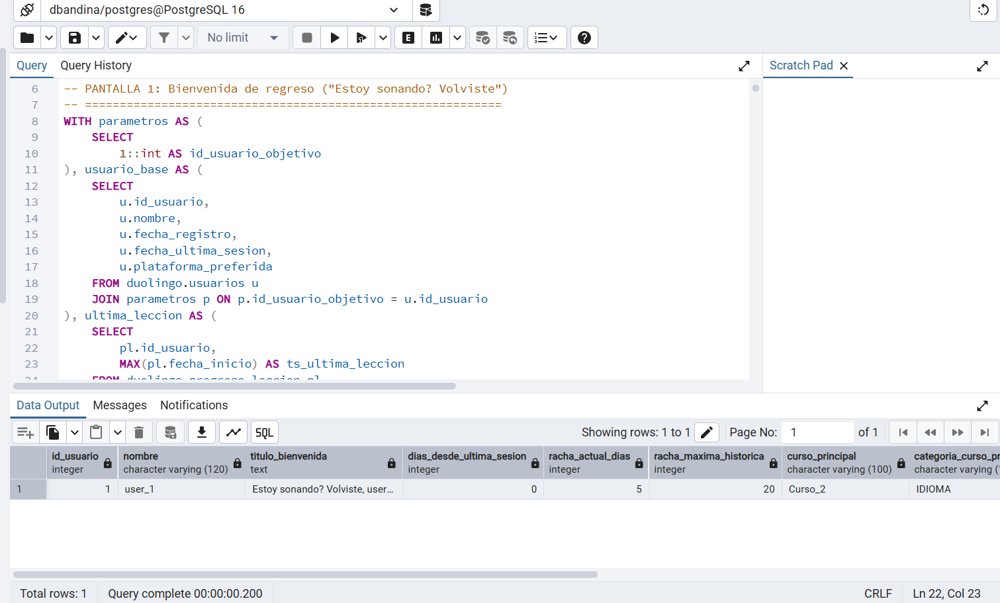 dbandina/postgres@PostgreSQL 16
No limit
Query
Query History
Scratch Pad
6 -- PANTALLA 1: Bienvenida de regreso ("Estoy sonando? Volviste")
7 -- ============================================================
8 WITH parametros AS (
9 SELECT
10 1::int AS id_usuario_objetivo
11 ), usuario_base AS (
12 SELECT
13 u.id_usuario,
14 u.nombre,
15 u.fecha_registro,
16 u.fecha_ultima_sesion,
17 u.plataforma_preferida
18 FROM duolingo.usuarios u
19 JOIN parametros p ON p.id_usuario_objetivo = u.id_usuario
20 ), ultima_leccion AS (
21 SELECT
22 pl.id_usuario,
23 MAX(pl.fecha_inicio) AS ts_ultima_leccion
24 FROM duolingo.progreso_leccion pl
Data Output
Messages
Notifications
SQL
Showing rows: 1 to 1
Page No: 1 of 1
id_usuario nombre titulo_bienvenida dias_desde_ultima_sesion racha_actual_dias racha_maxima_historica curso_principal categoria_curso_pr
integer character varying (120) text integer integer integer character varying (100) character varying (
1 1 user_1 Estoy sonando? Volviste, user... 0 5 20 Curso_2 IDIOMA
Total rows: 1
Query complete 00:00:00.200
CRLF
Ln 22, Col 23